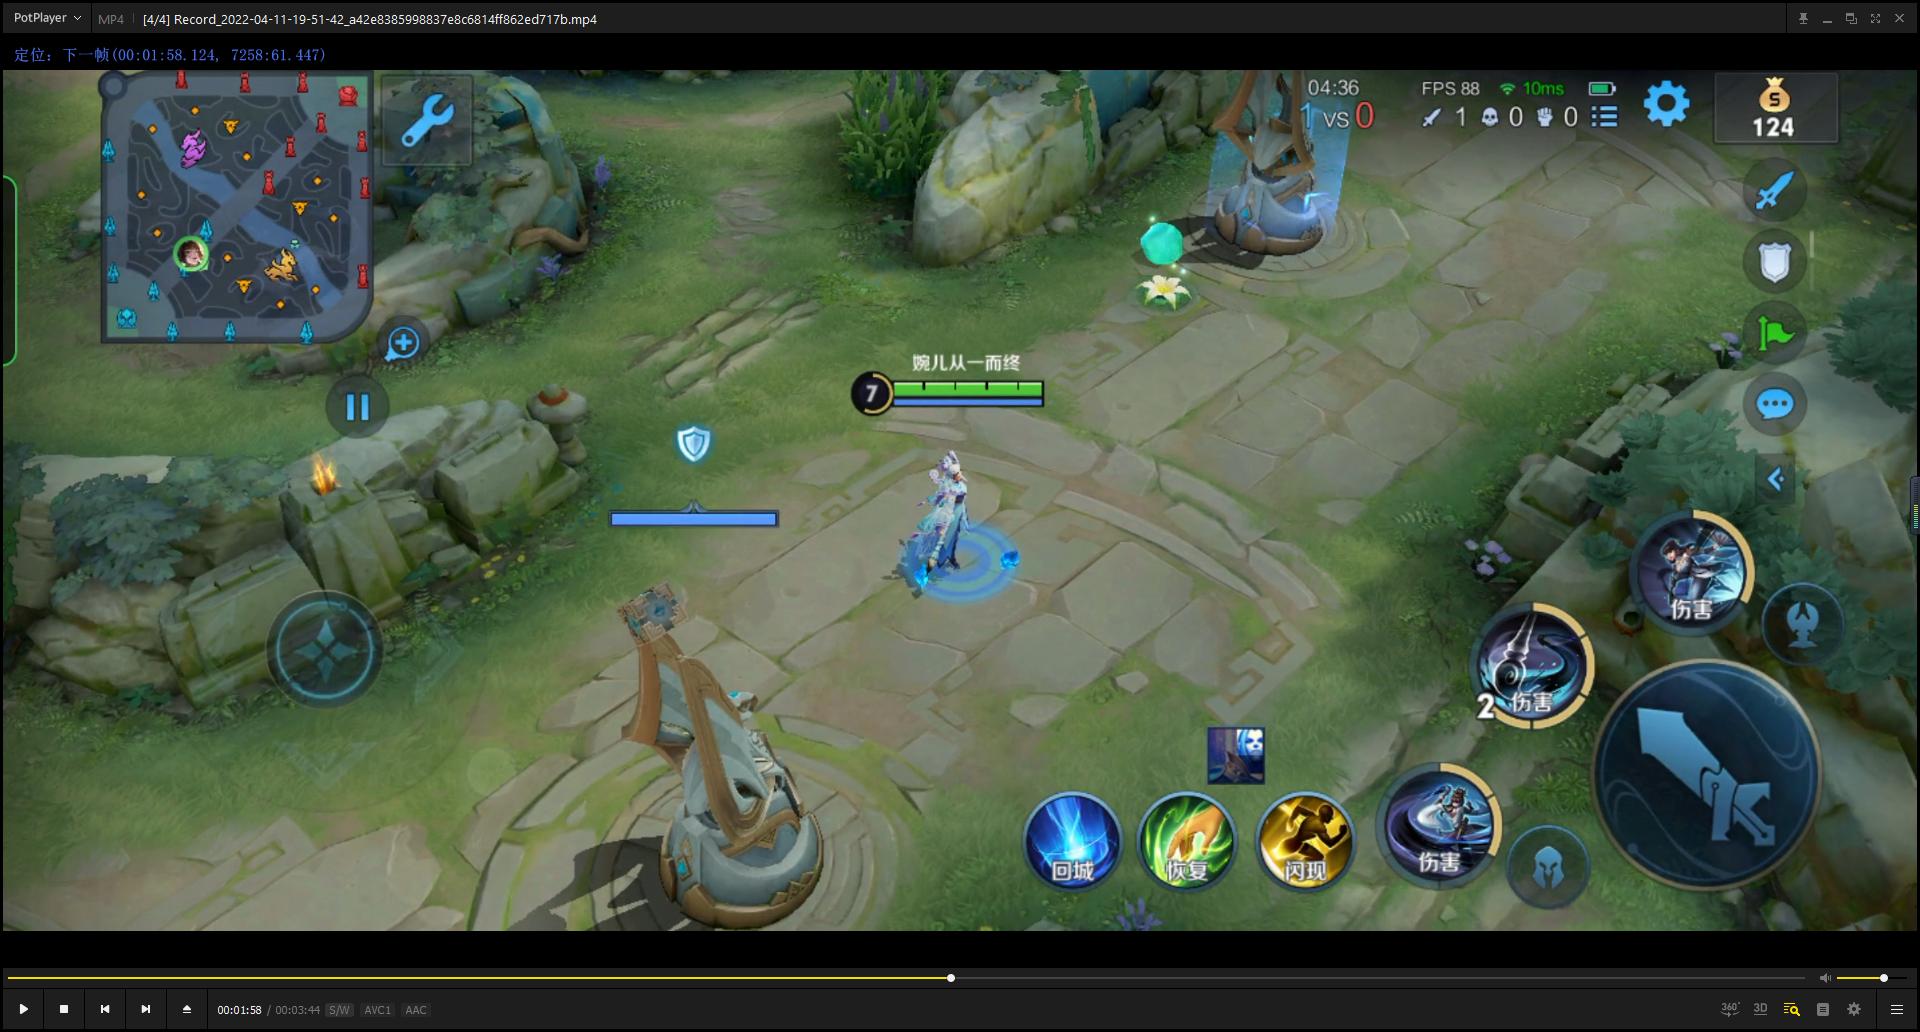 PotPlayer
MP4
[4/4] Record_2022-04-11-19-51-42_a42e8385998837e8c6814ff862ed717b.mp4
定位: 下一帧(00:01:58.124, 7258:61.447)
04:36
FPS 88
10ms
1 VS 0
1
0
0
S
124
婉儿从一而终
7
伤害
2 伤害
伤害
回城
恢复
闪现
00:01:58 / 00:03:44 S/W AVC1 AAC
360°
3D